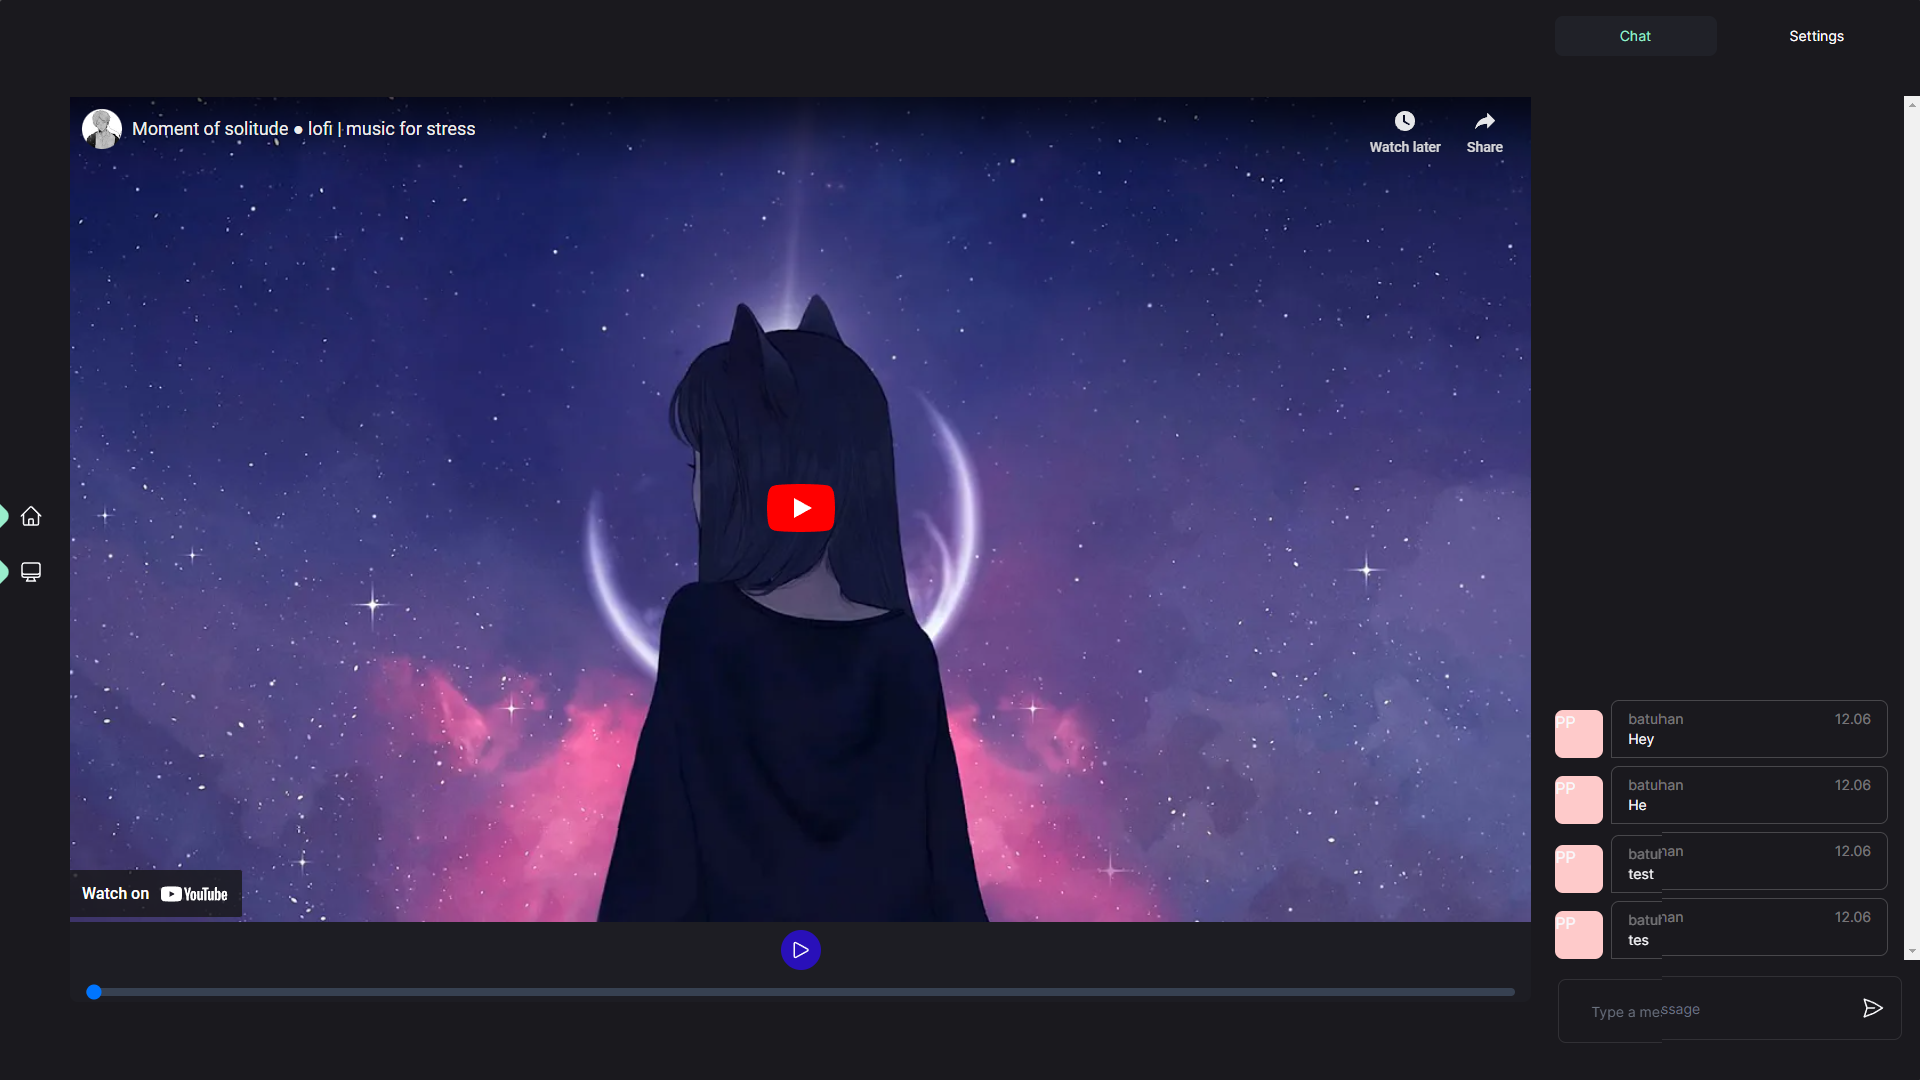 Chat
Settings
Moment of solitude ● lofi | music for stress
Watch later
Share
PP
batuhan 12.06
Hey
PP
batuhan 12.06
He
PP
batuhan 12.06
test
PP
batuhan 12.06
tes
Watch on YouTube
Type a message